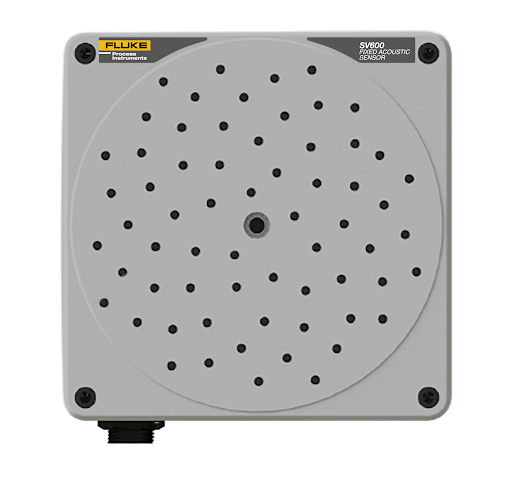 FLUKE
Process
Instruments
SV600
FIXED ACOUSTIC
SENSOR